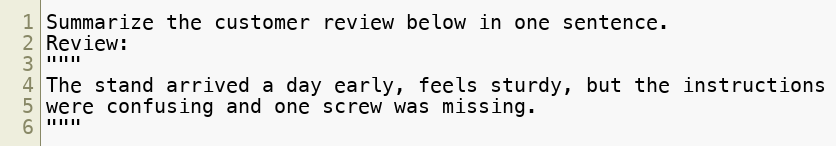 1 Summarize the customer review below in one sentence.
2 Review:
3 """
4 The stand arrived a day early, feels sturdy, but the instructions
5 were confusing and one screw was missing.
6 """